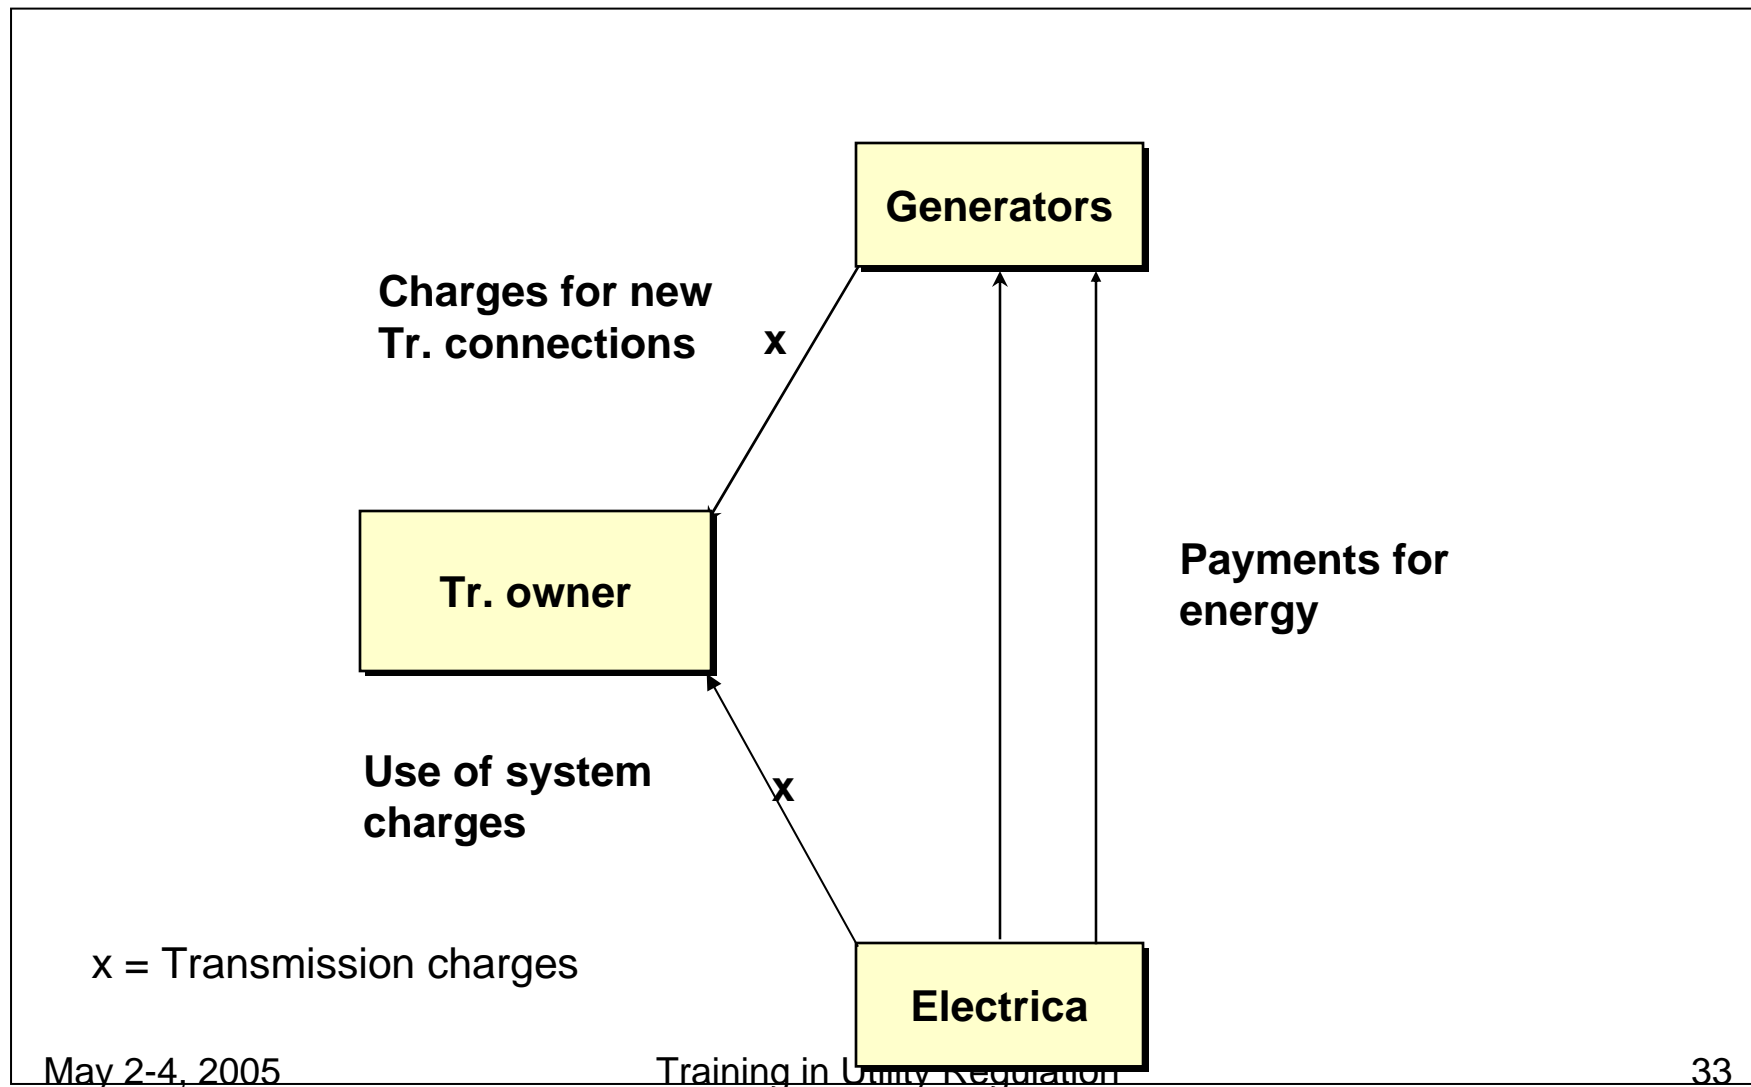 Generators
Charges for new
Tr. connections
x
Tr. owner
Payments for
energy
Use of system
charges
x
x = Transmission charges
Electrica
May 2-4, 2005
Training in Utility Regulation
33